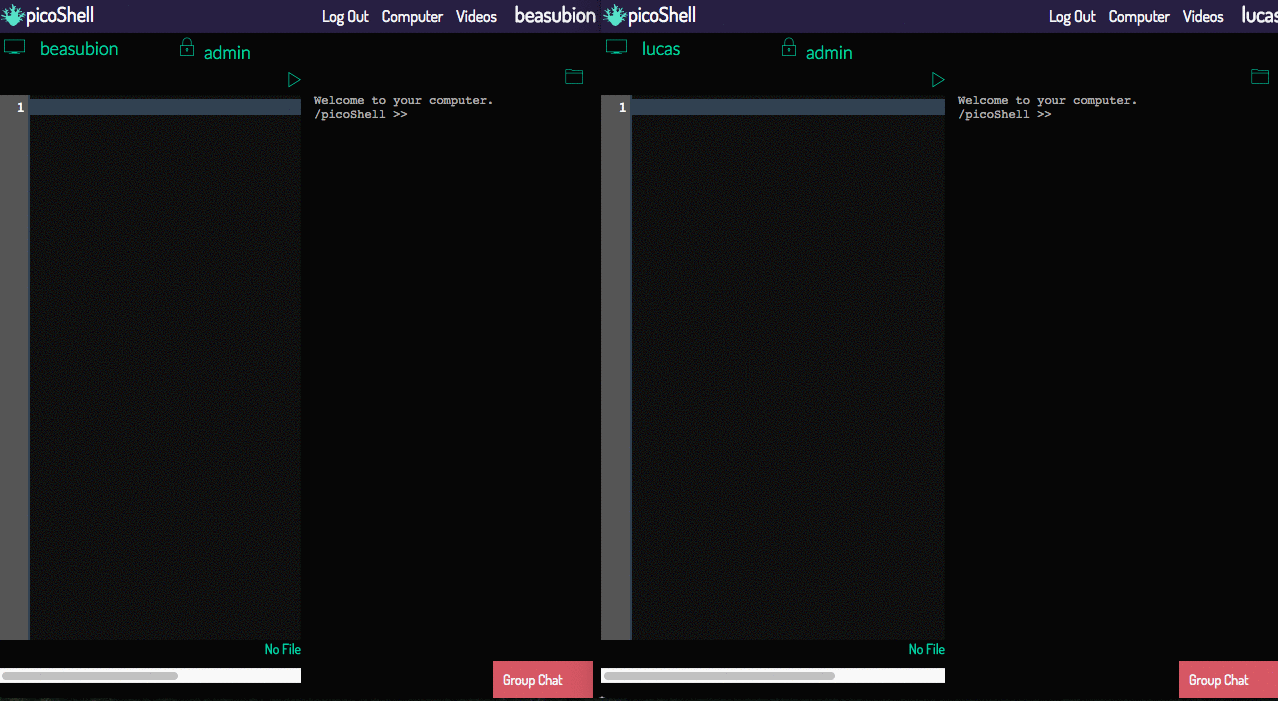 picoShell Log Out Computer Videos beasubion
beasubion admin
1
Welcome to your computer.
/picoShell >>
No File
Group Chat
picoShell Log Out Computer Videos lucas
lucas admin
1
Welcome to your computer.
/picoShell >>
No File
Group Chat